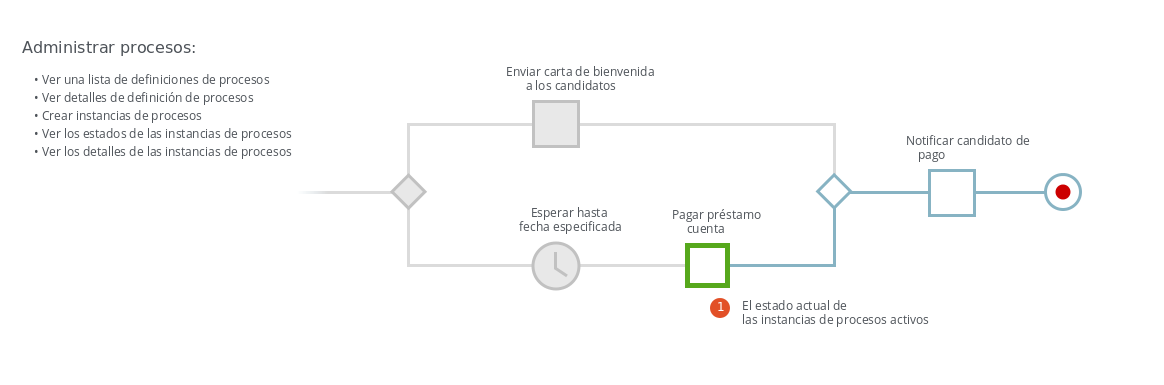 Administrar procesos:
• Ver una lista de definiciones de procesos
• Ver detalles de definición de procesos
• Crear instancias de procesos
• Ver los estados de las instancias de procesos
• Ver los detalles de las instancias de procesos
Enviar carta de bienvenida
a los candidatos
Notificar candidato de
pago
Esperar hasta
fecha especificada
Pagar préstamo
cuenta
1
El estado actual de
las instancias de procesos activos